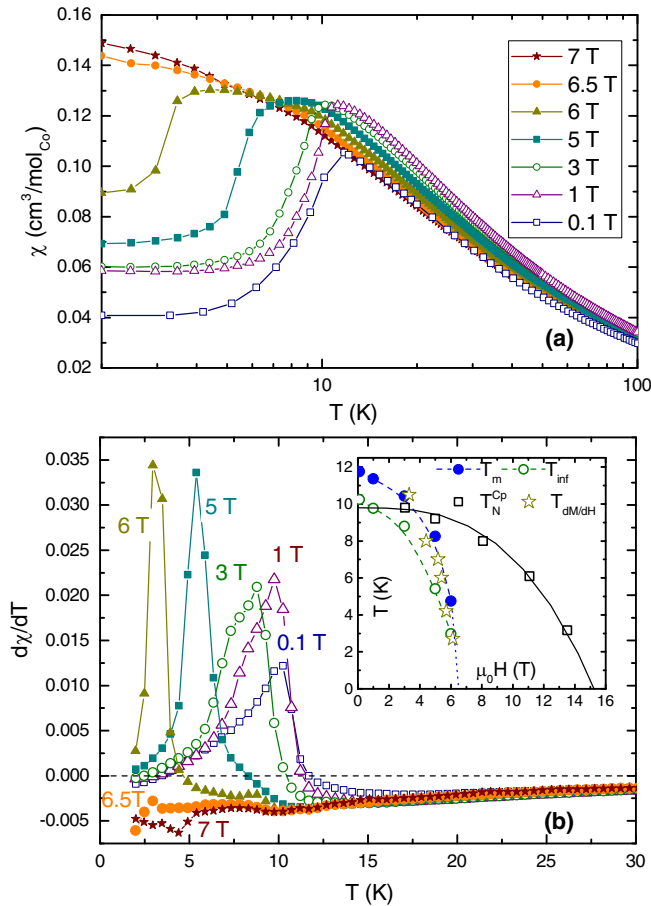 0.16
0.14
0.12
0.10
0.08
0.06
0.04
0.02
χ (cm³/mol_Co)
(a)
7 T
6.5 T
6 T
5 T
3 T
1 T
0.1 T
(a)
10
100
T (K)
0.035
0.030
0.025
0.020
0.015
0.010
0.005
0.000
-0.005
dχ/dT
6 T
5 T
3 T
1 T
0.1 T
6.5 T
7 T
(b)
0
5
10
15
20
25
30
T (K)
12
10
8
6
4
2
0
T (K)
T_m
T_inf
T_N^Cp
T_dM/dH
μ₀H (T)
0 2 4 6 8 10 12 14 16